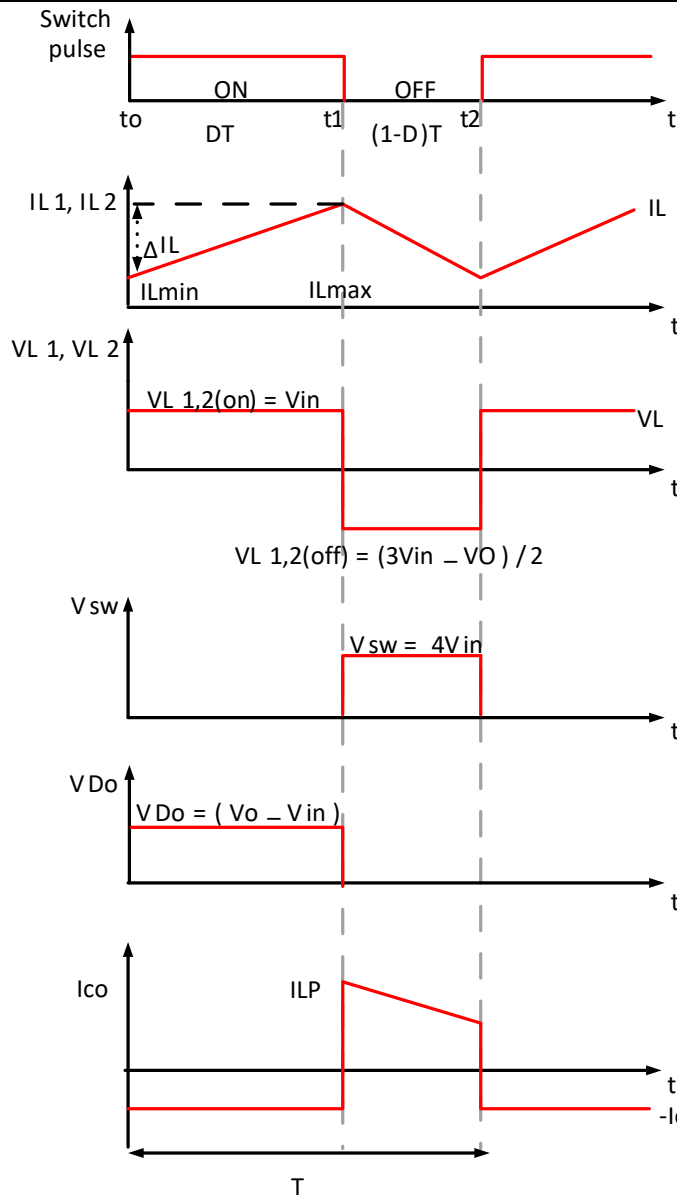 Switch
pulse
ON
OFF
to
t1
t2
t
DT
(1-D)T
IL 1, IL 2
IL
Δ IL
ILmin
ILmax
t
VL 1, VL 2
VL 1,2(on) = Vin
VL
t
VL 1,2(off) = (3Vin – VO ) / 2
V sw
V sw = 4V in
t
V Do
V Do = ( Vo – V in )
t
Ico
ILP
t
T